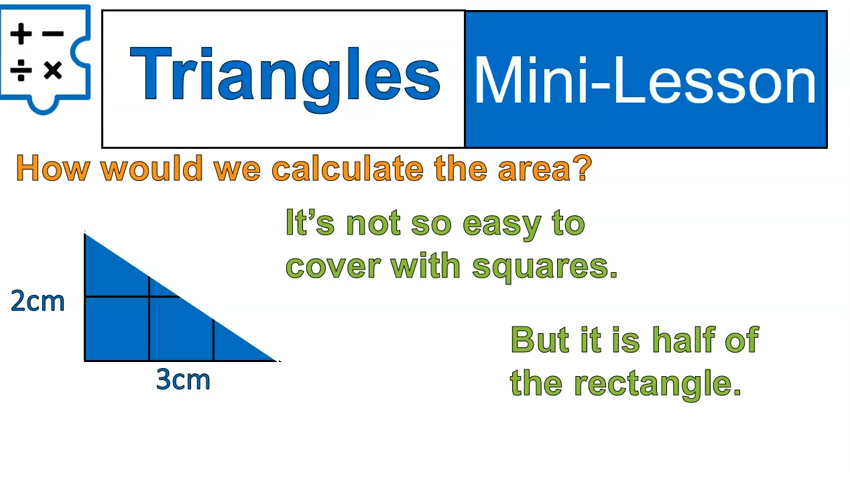 + −
÷ ×
Triangles Mini-Lesson
How would we calculate the area?
It’s not so easy to
cover with squares.
2cm
3cm
But it is half of
the rectangle.